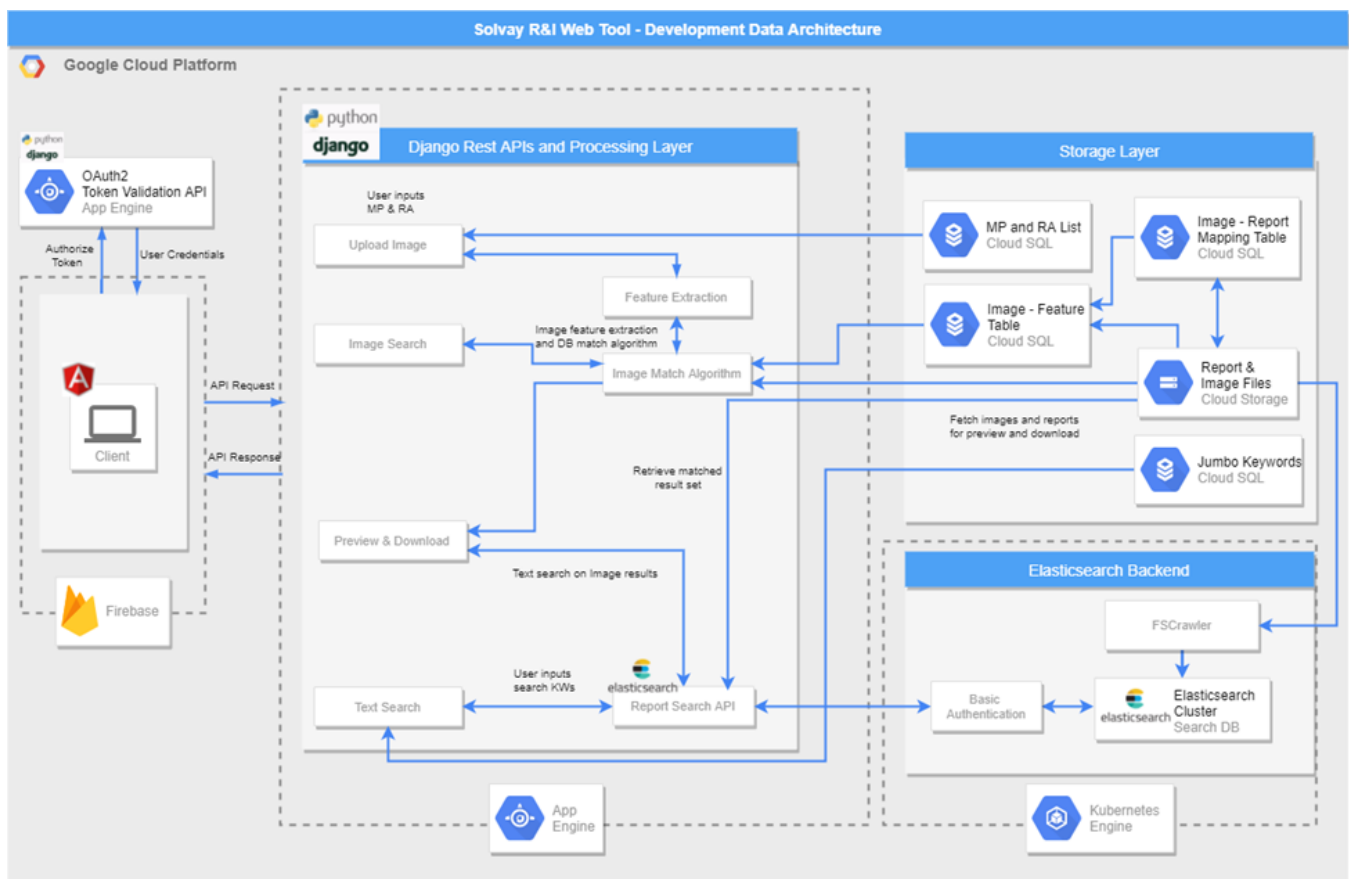 Solvay R&I Web Tool - Development Data Architecture
Google Cloud Platform
python
django
OAuth2
Token Validation API
App Engine
Authorize
Token
User Credentials
Client
Firebase
API Request
API Response
python
django
Django Rest APIs and Processing Layer
User inputs
MP & RA
Upload Image
Feature Extraction
Image Search
Image feature extraction
and DB match algorithm
Image Match Algorithm
Retrieve matched
result set
Preview & Download
Text search on Image results
User inputs
search KWs
elasticsearch
Text Search
Report Search API
App
Engine
Storage Layer
MP and RA List
Cloud SQL
Image - Report
Mapping Table
Cloud SQL
Image - Feature
Table
Cloud SQL
Report &
Image Files
Cloud Storage
Fetch images and reports
for preview and download
Jumbo Keywords
Cloud SQL
Elasticsearch Backend
FSCrawler
Basic
Authentication
elasticsearch
Elasticsearch
Cluster
Search DB
Kubernetes
Engine